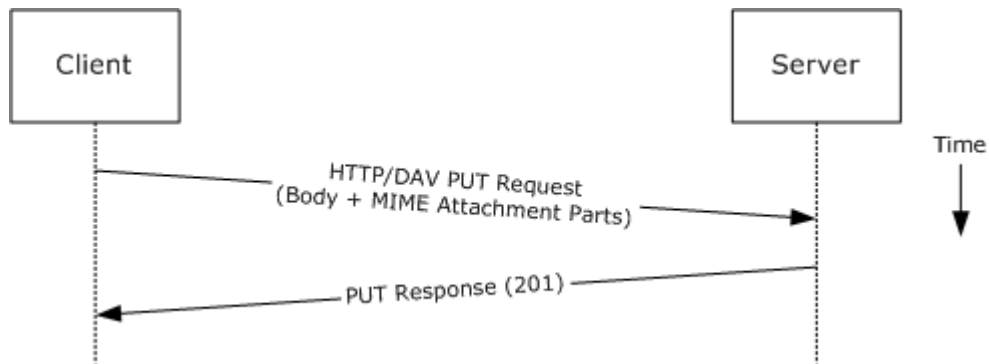 Client
Server
Time
HTTP/DAV PUT Request
(Body + MIME Attachment Parts)
PUT Response (201)